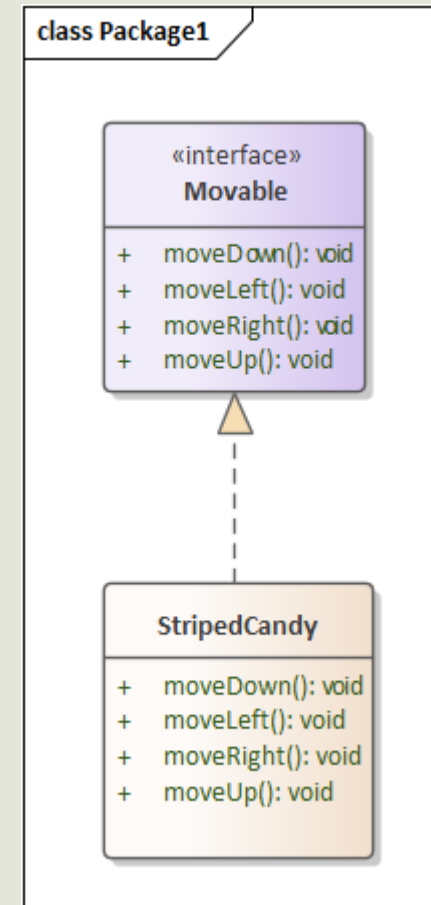 class Package1
«interface»
Movable
+ moveDown(): void
+ moveLeft(): void
+ moveRight(): void
+ moveUp(): void
StripedCandy
+ moveDown(): void
+ moveLeft(): void
+ moveRight(): void
+ moveUp(): void